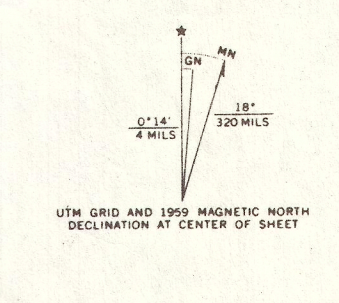 ★
MN
GN
0°14'
4 MILS
18°
320 MILS
UTM GRID AND 1959 MAGNETIC NORTH
DECLINATION AT CENTER OF SHEET